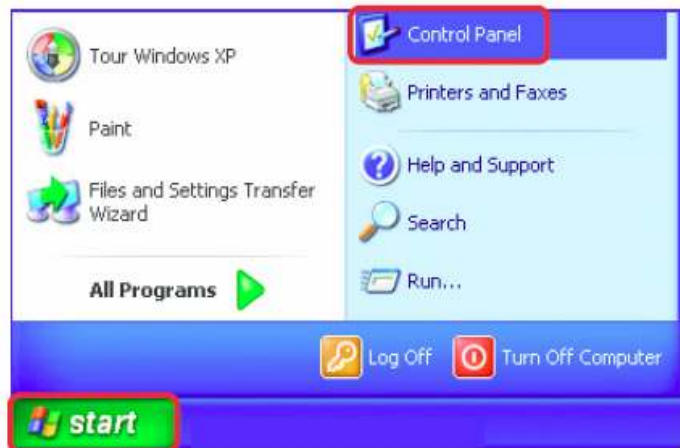 Tour Windows XP
Paint
Files and Settings Transfer
Wizard
All Programs
Control Panel
Printers and Faxes
Help and Support
Search
Run...
Log Off
Turn Off Computer
start